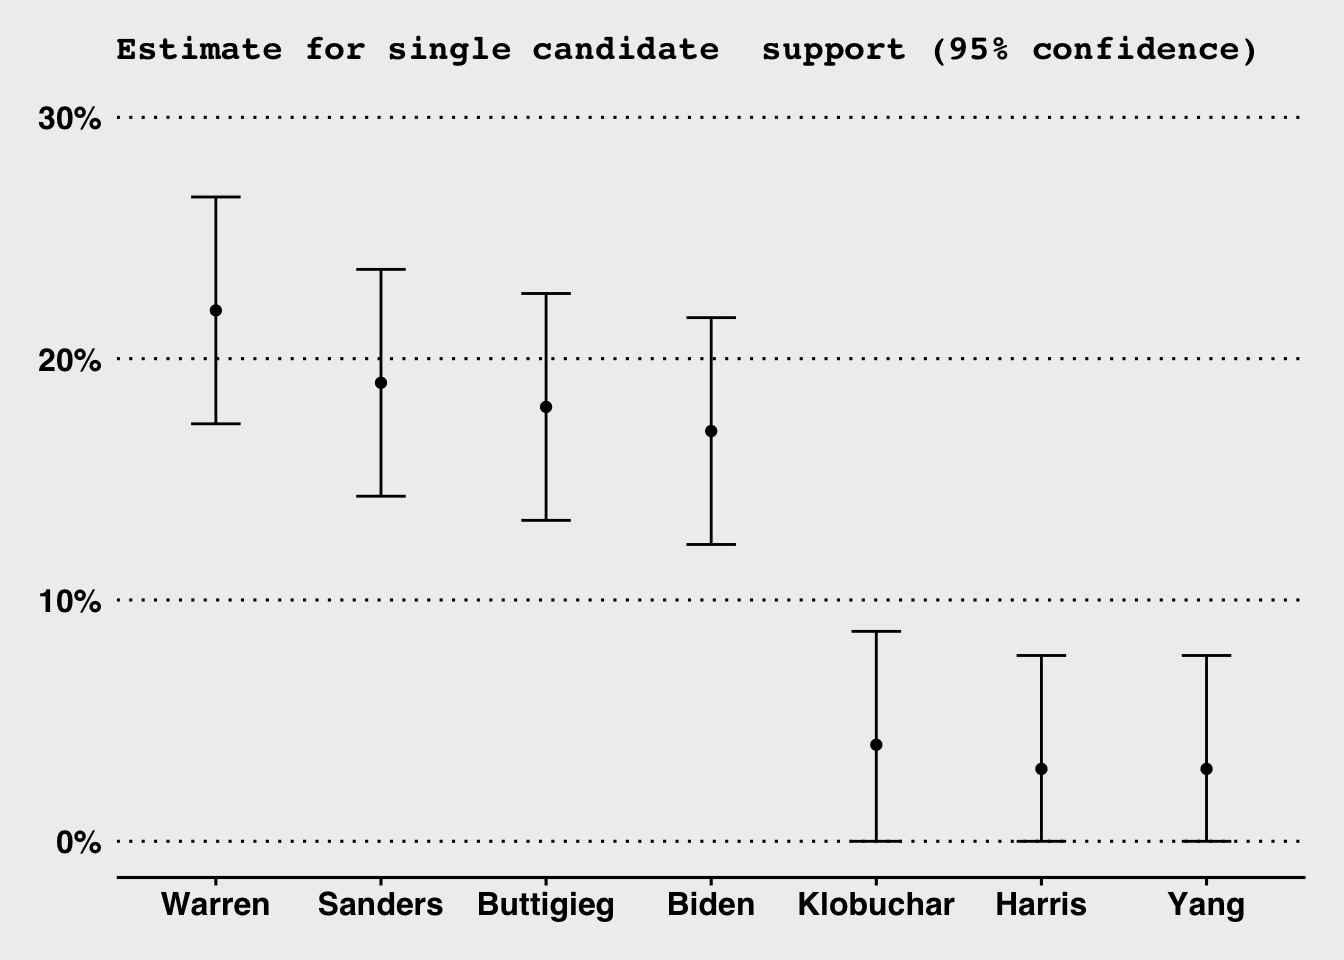 Estimate for single candidate  support (95% confidence)
30%
20%
10%
0%
Warren Sanders Buttigieg Biden Klobuchar Harris Yang